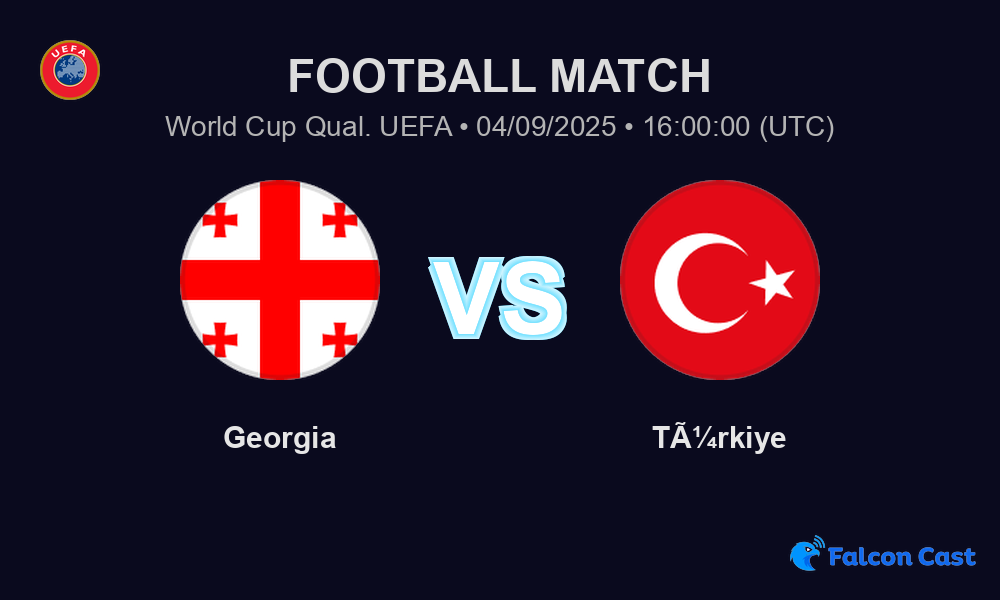 UEFA
FOOTBALL MATCH
World Cup Qual. UEFA • 04/09/2025 • 16:00:00 (UTC)
VS
Georgia
TÃ¼rkiye
Falcon Cast